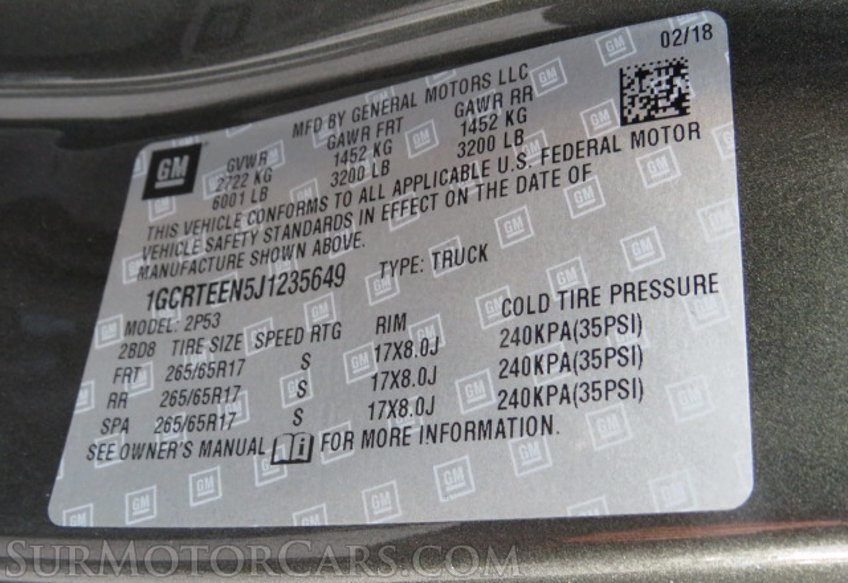 02/18
MFD BY GENERAL MOTORS LLC
GM
GVWR GAWR FRT GAWR RR
2722 KG 1452 KG 1452 KG
6001 LB 3200 LB 3200 LB
THIS VEHICLE CONFORMS TO ALL APPLICABLE U.S. FEDERAL MOTOR
VEHICLE SAFETY STANDARDS IN EFFECT ON THE DATE OF
MANUFACTURE SHOWN ABOVE.
1GCRTEEN5J1235649 TYPE: TRUCK
MODEL: 2P53
2BD8 TIRE SIZE SPEED RTG RIM COLD TIRE PRESSURE
FRT 265/65R17 S 17X8.0J 240KPA(35PSI)
RR 265/65R17 S 17X8.0J 240KPA(35PSI)
SPA 265/65R17 S 17X8.0J 240KPA(35PSI)
SEE OWNER'S MANUAL FOR MORE INFORMATION.
SURMOTORCARS.COM